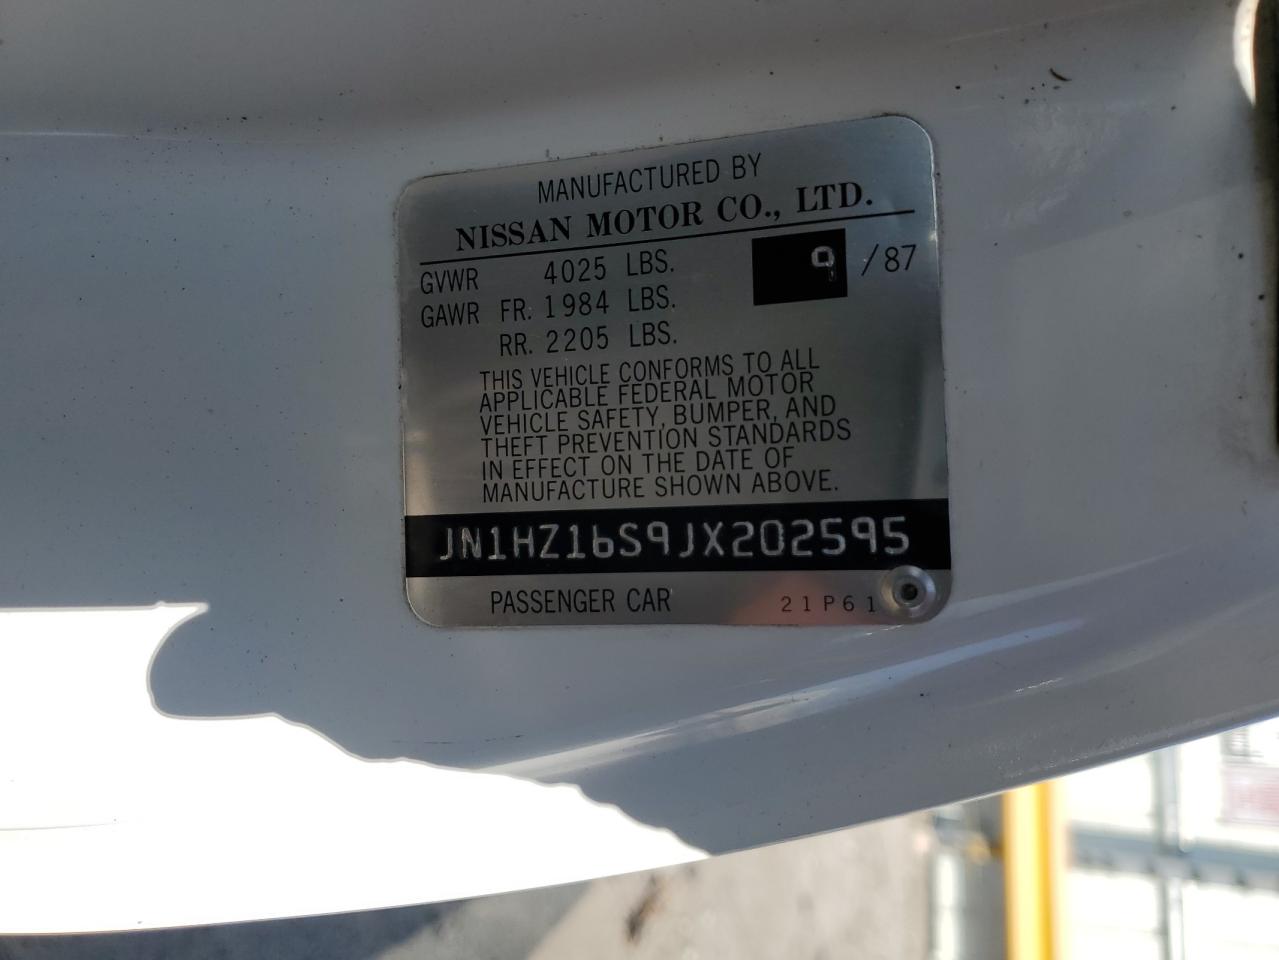 MANUFACTURED BY
NISSAN MOTOR CO., LTD.
GVWR 4025 LBS. 9 /87
GAWR FR. 1984 LBS.
RR. 2205 LBS.
THIS VEHICLE CONFORMS TO ALL
APPLICABLE FEDERAL MOTOR
VEHICLE SAFETY, BUMPER, AND
THEFT PREVENTION STANDARDS
IN EFFECT ON THE DATE OF
MANUFACTURE SHOWN ABOVE.
JN1HZ16S9JX202595
PASSENGER CAR 21P61